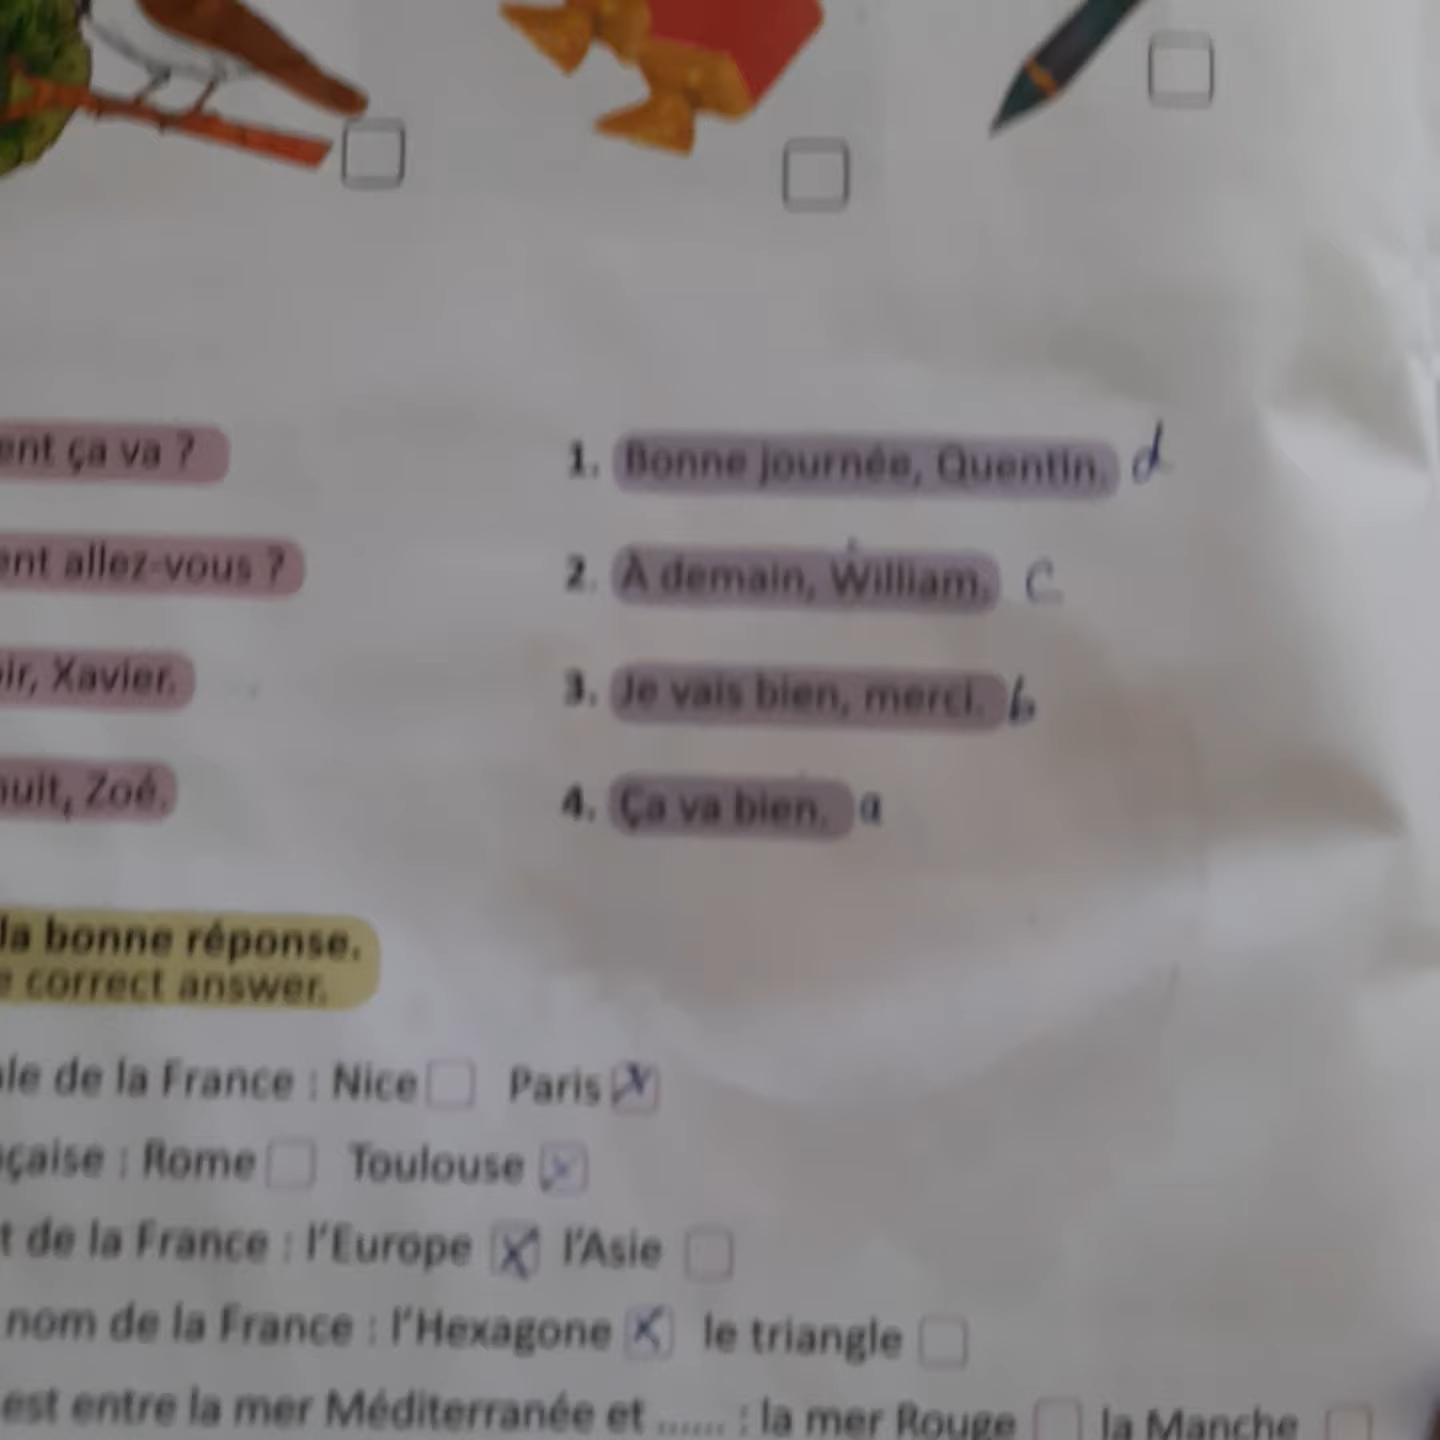 ent ça va ?
1. Bonne journée, Quentin. d
ent allez-vous ?
2. À demain, William. c
ir, Xavier.
3. Je vais bien, merci. b
nuit, Zoé.
4. Ça va bien. a
la bonne réponse.
e correct answer.
ale de la France : Nice Paris x
nçaise : Rome Toulouse x
t de la France : l'Europe x l'Asie
nom de la France : l'Hexagone x le triangle
est entre la mer Méditerranée et ...... : la mer Rouge la Manche